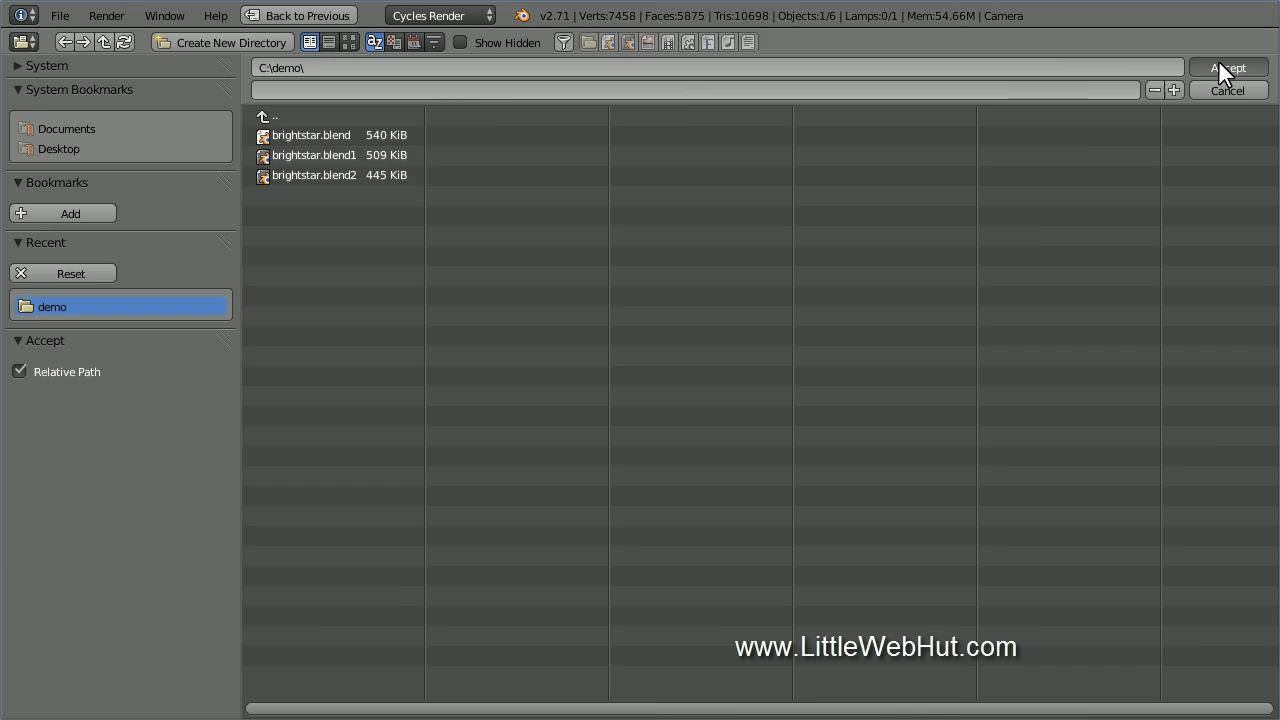 File Render Window Help Back to Previous Cycles Render v2.71 | Verts:7458 | Faces:5875 | Tris:10698 | Objects:1/6 | Lamps:0/1 | Mem:54.66M | Camera
Create New Directory Show Hidden
System
System Bookmarks
Documents
Desktop
Bookmarks
Add
Recent
Reset
demo
Accept
Relative Path
C:\demo\ Accept
Cancel
..
brightstar.blend 540 KiB
brightstar.blend1 509 KiB
brightstar.blend2 445 KiB
www.LittleWebHut.com